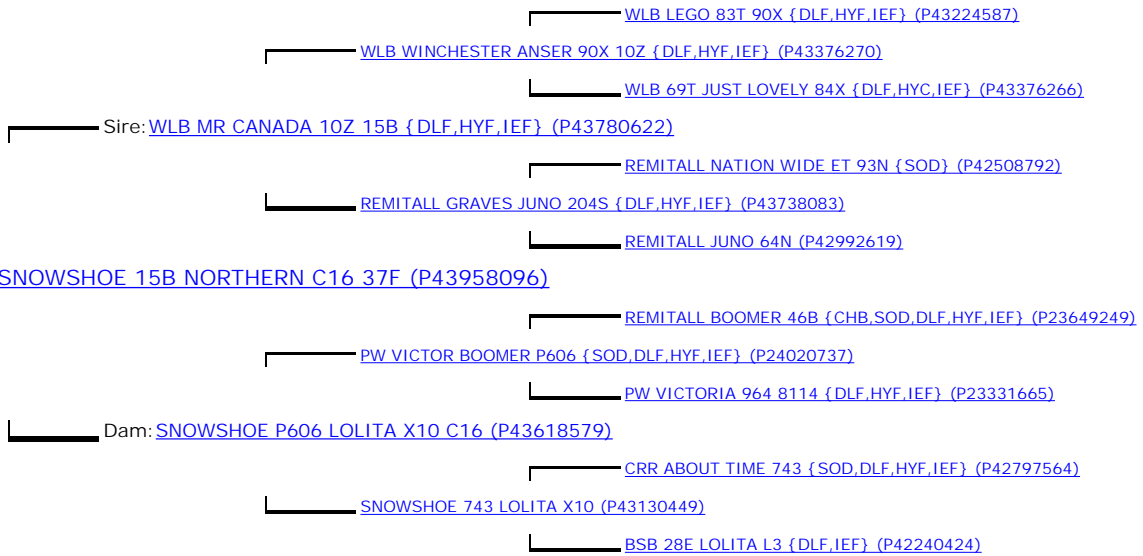 WLB LEGO 83T 90X {DLF,HYF,IEF} (P43224587)
WLB WINCHESTER ANSER 90X 10Z {DLF,HYF,IEF} (P43376270)
WLB 69T JUST LOVELY 84X {DLF,HYC,IEF} (P43376266)
Sire: WLB MR CANADA 10Z 15B {DLF,HYF,IEF} (P43780622)
REMITALL NATION WIDE ET 93N {SOD} (P42508792)
REMITALL GRAVES JUNO 204S {DLF,HYF,IEF} (P43738083)
REMITALL JUNO 64N (P42992619)
SNOWSHOE 15B NORTHERN C16 37F (P43958096)
REMITALL BOOMER 46B {CHB,SOD,DLF,HYF,IEF} (P23649249)
PW VICTOR BOOMER P606 {SOD,DLF,HYF,IEF} (P24020737)
PW VICTORIA 964 8114 {DLF,HYF,IEF} (P23331665)
Dam: SNOWSHOE P606 LOLITA X10 C16 (P43618579)
CRR ABOUT TIME 743 {SOD,DLF,HYF,IEF} (P42797564)
SNOWSHOE 743 LOLITA X10 (P43130449)
BSB 28E LOLITA L3 {DLF,IEF} (P42240424)